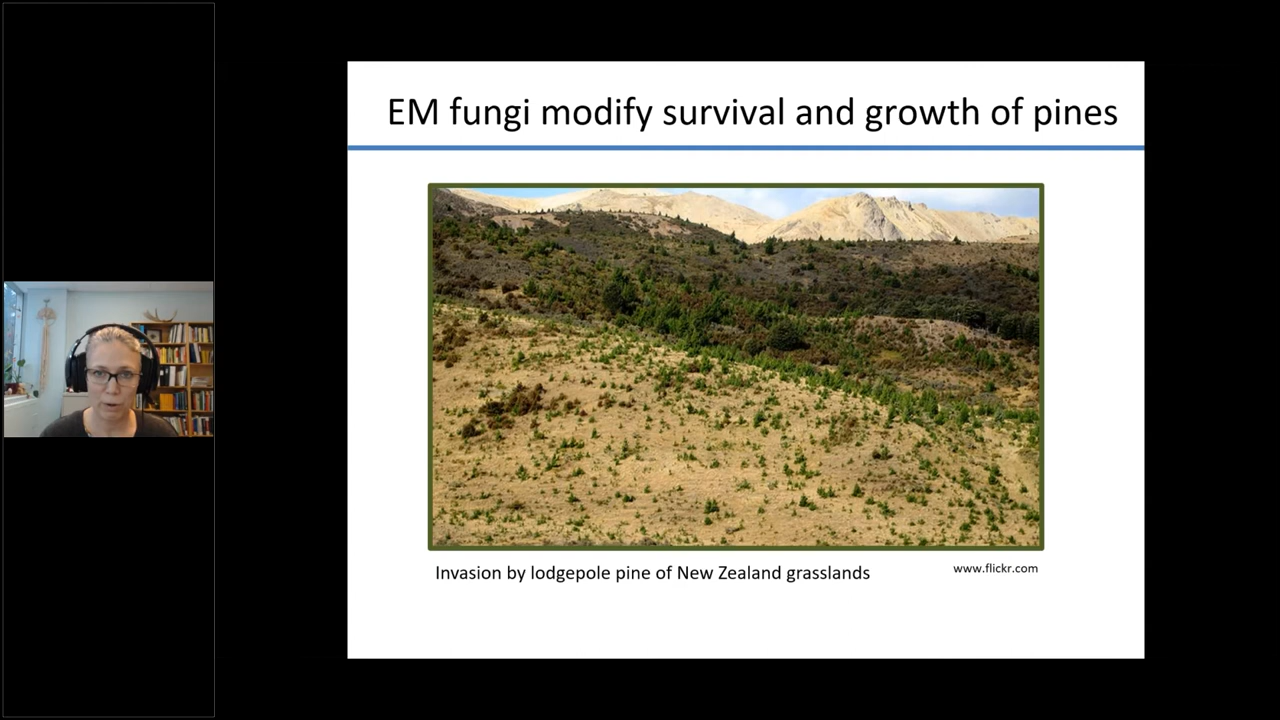 EM fungi modify survival and growth of pines
Invasion by lodgepole pine of New Zealand grasslands
www.flickr.com